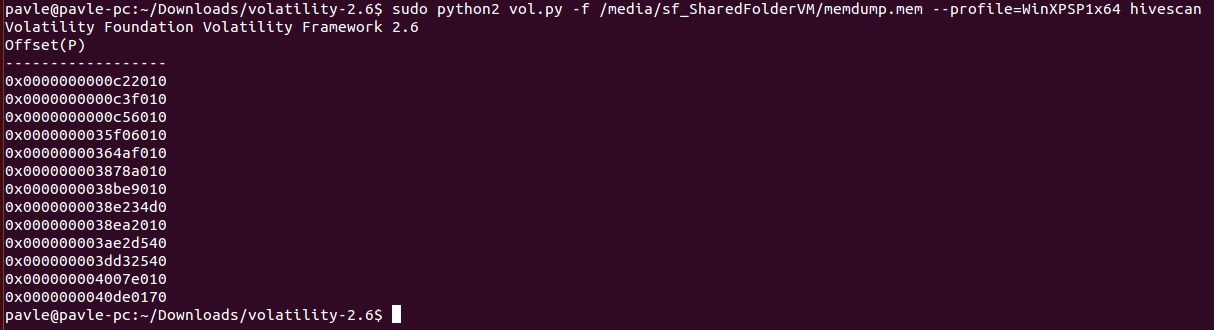 pavle@pavle-pc:~/Downloads/volatility-2.6$ sudo python2 vol.py -f /media/sf_SharedFolderVM/memdump.mem --profile=WinXPSP1x64 hivescan
Volatility Foundation Volatility Framework 2.6
Offset(P)
------------------
0x0000000000c22010
0x0000000000c3f010
0x0000000000c56010
0x0000000035f06010
0x00000000364af010
0x000000003878a010
0x0000000038be9010
0x0000000038e234d0
0x0000000038ea2010
0x000000003ae2d540
0x000000003dd32540
0x000000004007e010
0x0000000040de0170
pavle@pavle-pc:~/Downloads/volatility-2.6$